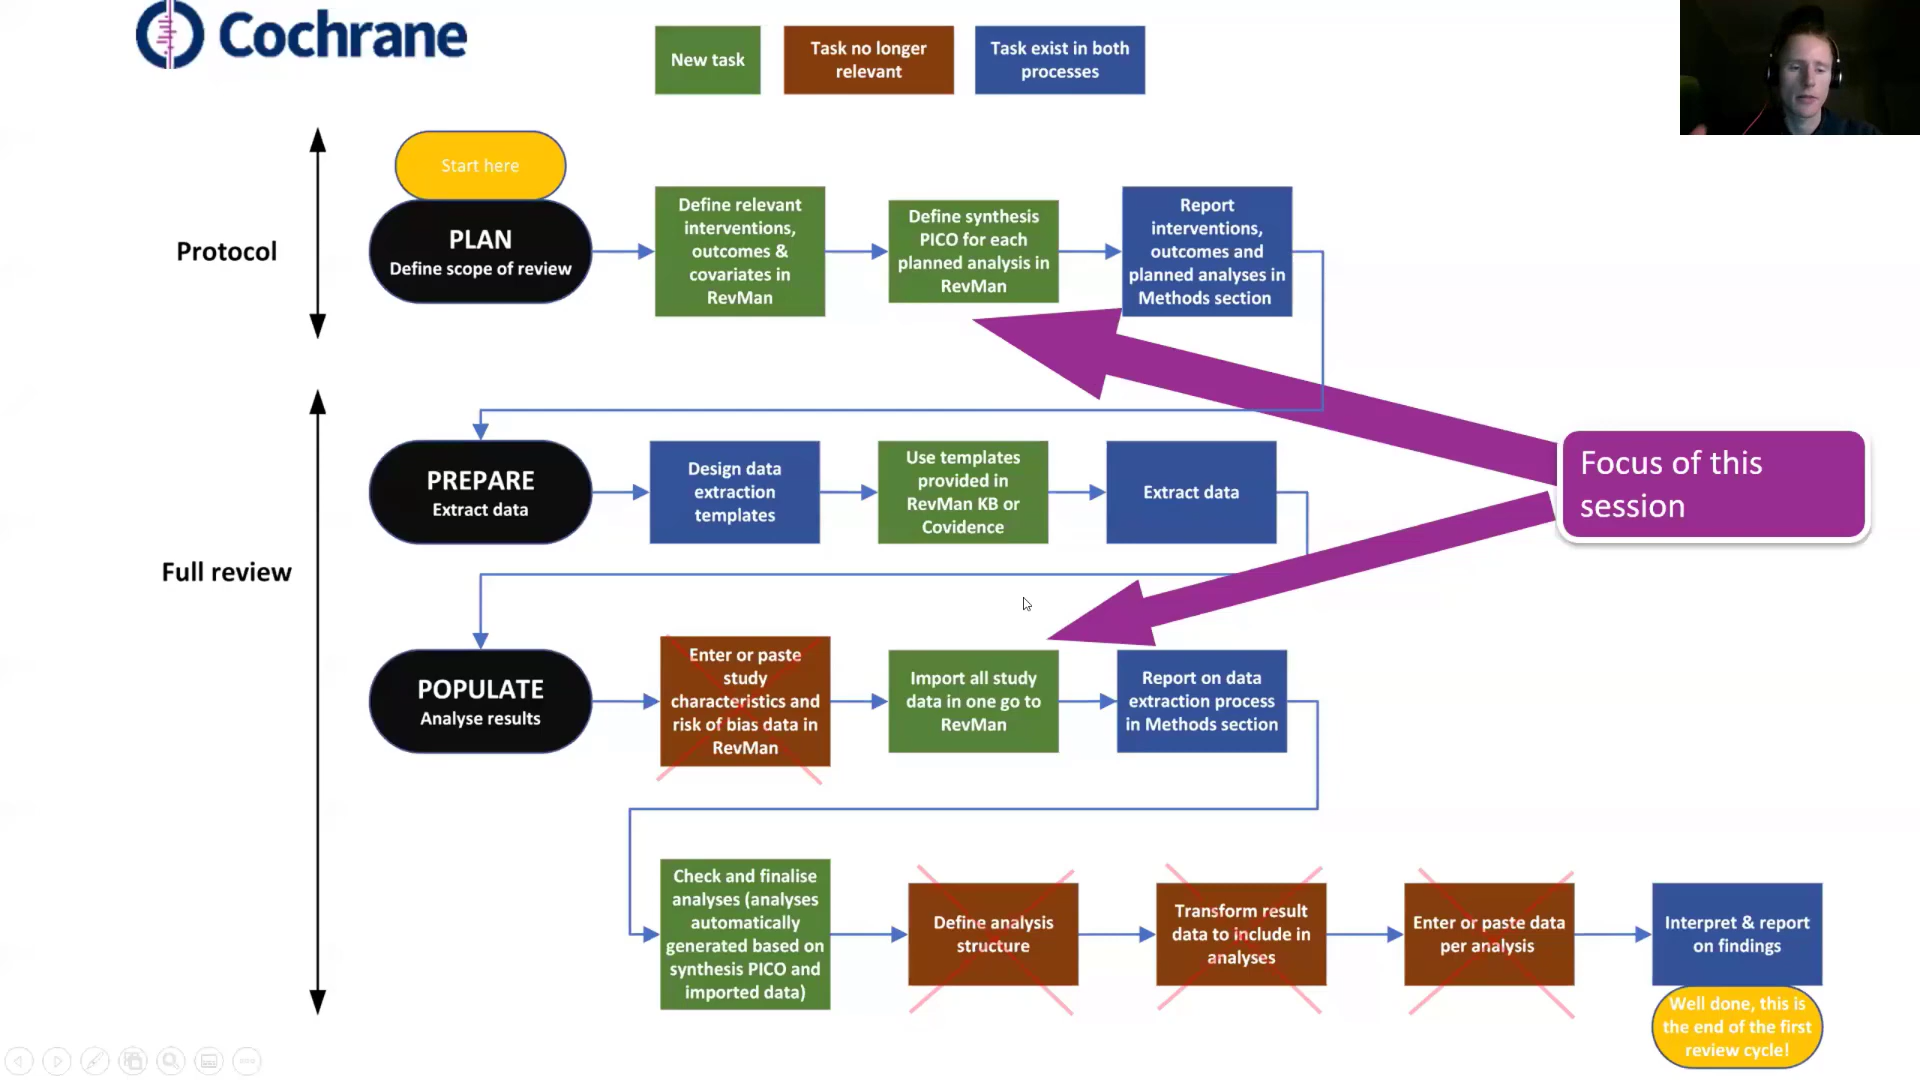 Cochrane
New task
Task no longer
relevant
Task exist in both
processes
Protocol
Start here
PLAN
Define scope of review
Define relevant
interventions,
outcomes &
covariates in
RevMan
Define synthesis
PICO for each
planned analysis in
RevMan
Report
interventions,
outcomes and
planned analyses in
Methods section
Focus of this
session
Full review
PREPARE
Extract data
Design data
extraction
templates
Use templates
provided in
RevMan KB or
Covidence
Extract data
POPULATE
Analyse results
Enter or paste
study
characteristics and
risk of bias data in
RevMan
Import all study
data in one go to
RevMan
Report on data
extraction process
in Methods section
Check and finalise
analyses (analyses
automatically
generated based on
synthesis PICO and
imported data)
Define analysis
structure
Transform result
data to include in
analyses
Enter or paste data
per analysis
Interpret & report
on findings
Well done, this is
the end of the first
review cycle!